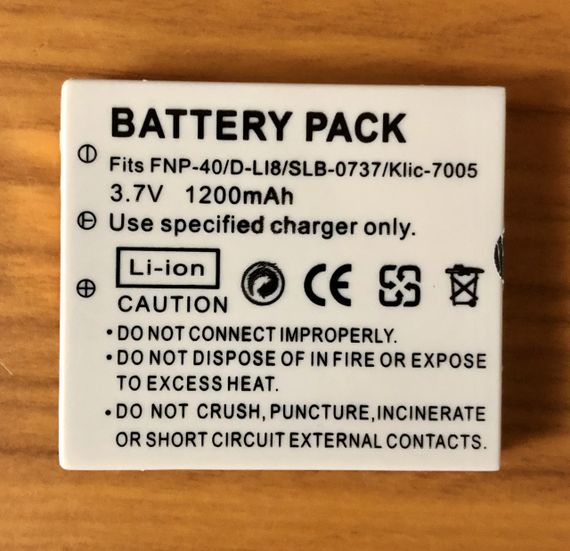 BATTERY PACK
Fits FNP-40/D-LI8/SLB-0737/Klic-7005
3.7V 1200mAh
Use specified charger only.
Li-ion
CE
CAUTION
•DO NOT CONNECT IMPROPERLY.
•DO NOT DISPOSE OF IN FIRE OR EXPOSE
TO EXCESS HEAT.
•DO NOT CRUSH,PUNCTURE,INCINERATE
OR SHORT CIRCUIT EXTERNAL CONTACTS.